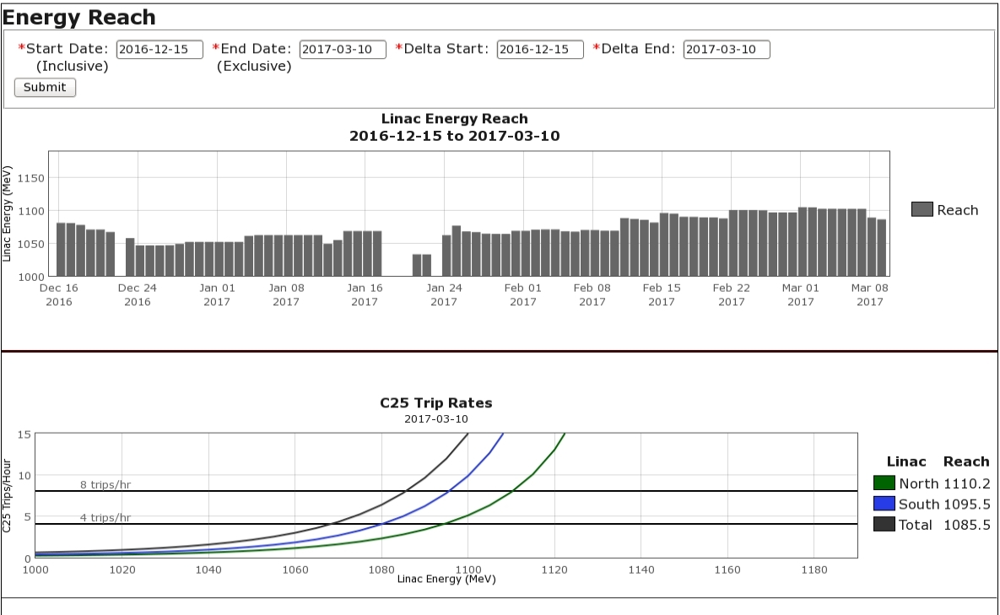 Energy Reach
*Start Date: 2016-12-15 *End Date: 2017-03-10 *Delta Start: 2016-12-15 *Delta End: 2017-03-10
(Inclusive) (Exclusive)
Submit
Linac Energy Reach
2016-12-15 to 2017-03-10
Linac Energy (MeV)
1150
1100
1050
1000
Reach
Dec 16 Dec 24 Jan 01 Jan 08 Jan 16 Jan 24 Feb 01 Feb 08 Feb 15 Feb 22 Mar 01 Mar 08
2016 2016 2017 2017 2017 2017 2017 2017 2017 2017 2017 2017
C25 Trip Rates
2017-03-10
C25 Trips/Hour
15
10
5
0
8 trips/hr
4 trips/hr
1000 1020 1040 1060 1080 1100 1120 1140 1160 1180
Linac Energy (MeV)
Linac Reach
North 1110.2
South 1095.5
Total 1085.5